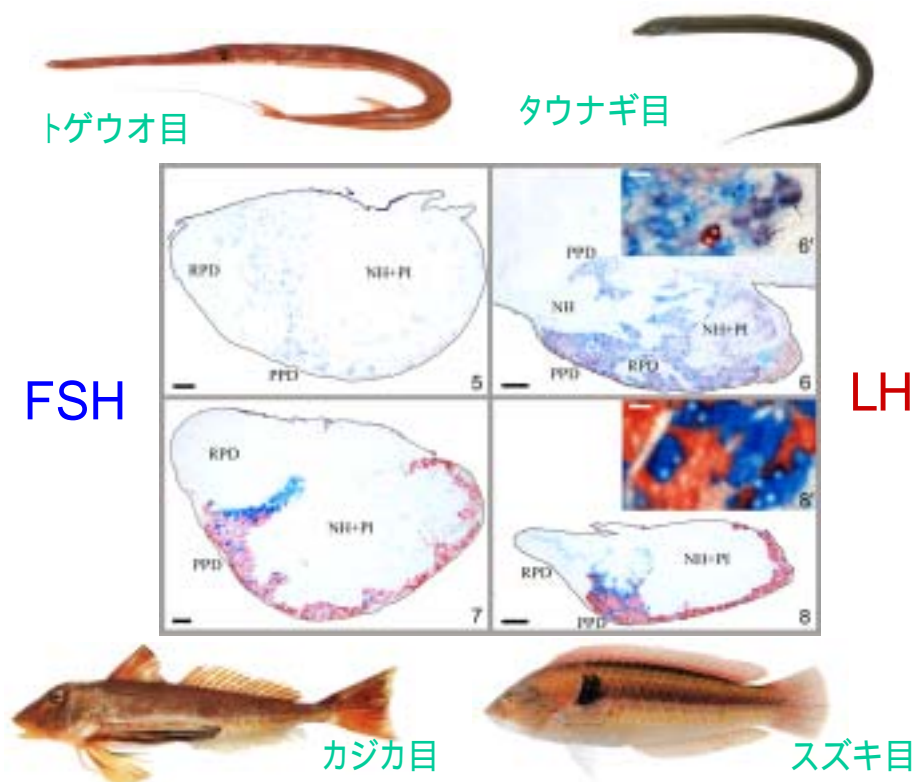 トゲウオ目
タウナギ目
RPD
NH+PI
PPD
5
PPD
NH
NH+PI
PPD
RPD
6'
6
FSH
LH
RPD
NH+PI
PPD
7
8'
RPD
NH+PI
PPD
8
カジカ目
スズキ目